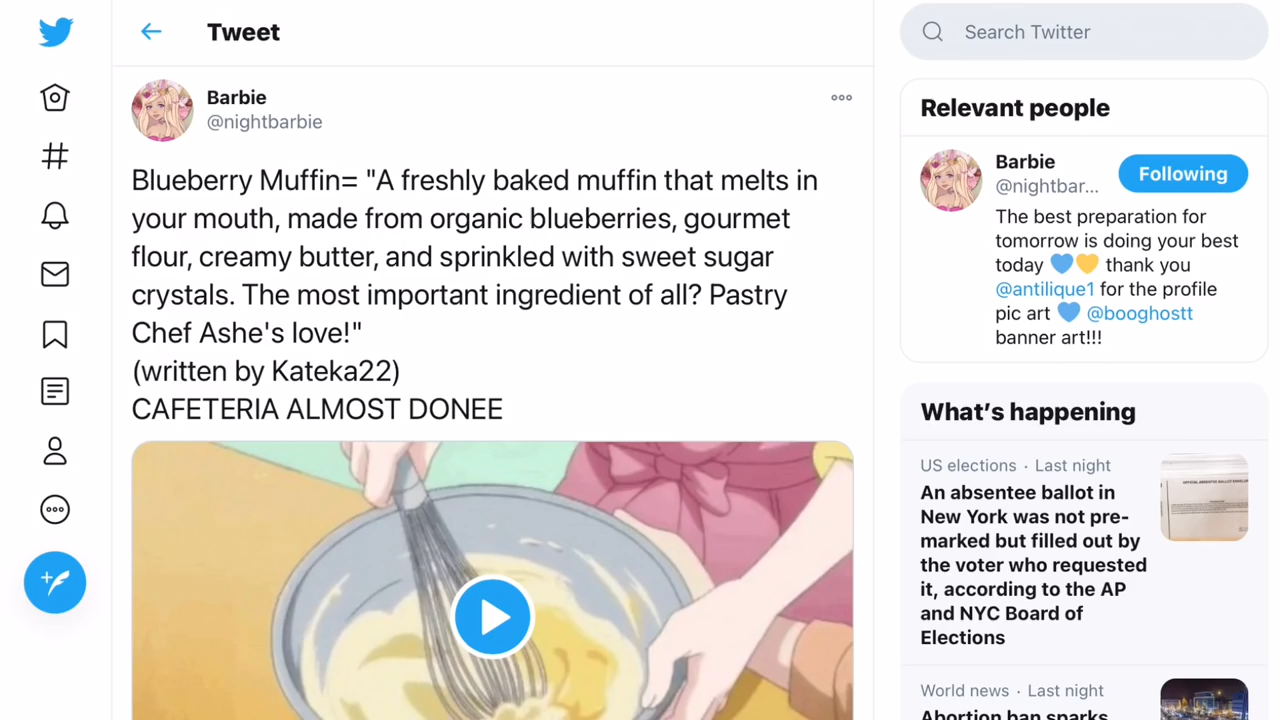 Tweet
Barbie
@nightbarbie
Blueberry Muffin= "A freshly baked muffin that melts in
your mouth, made from organic blueberries, gourmet
flour, creamy butter, and sprinkled with sweet sugar
crystals. The most important ingredient of all? Pastry
Chef Ashe's love!"
(written by Kateka22)
CAFETERIA ALMOST DONEE
Search Twitter
Relevant people
Barbie
@nightbar...
Following
The best preparation for
tomorrow is doing your best
today 💙💛 thank you
@antilique1 for the profile
pic art 💙 @booghostt
banner art!!!
What's happening
US elections · Last night
An absentee ballot in
New York was not pre-
marked but filled out by
the voter who requested
it, according to the AP
and NYC Board of
Elections
World news · Last night
Abortion ban sparks